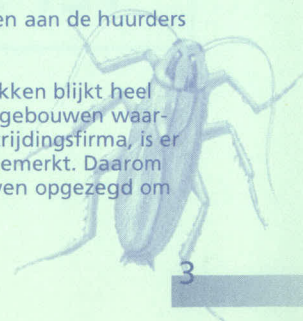 en aan de huurders
kken blijkt heel
gebouwen waar-
rijdingsfirma, is er
emerkt. Daarom
ven opgezegd om
3